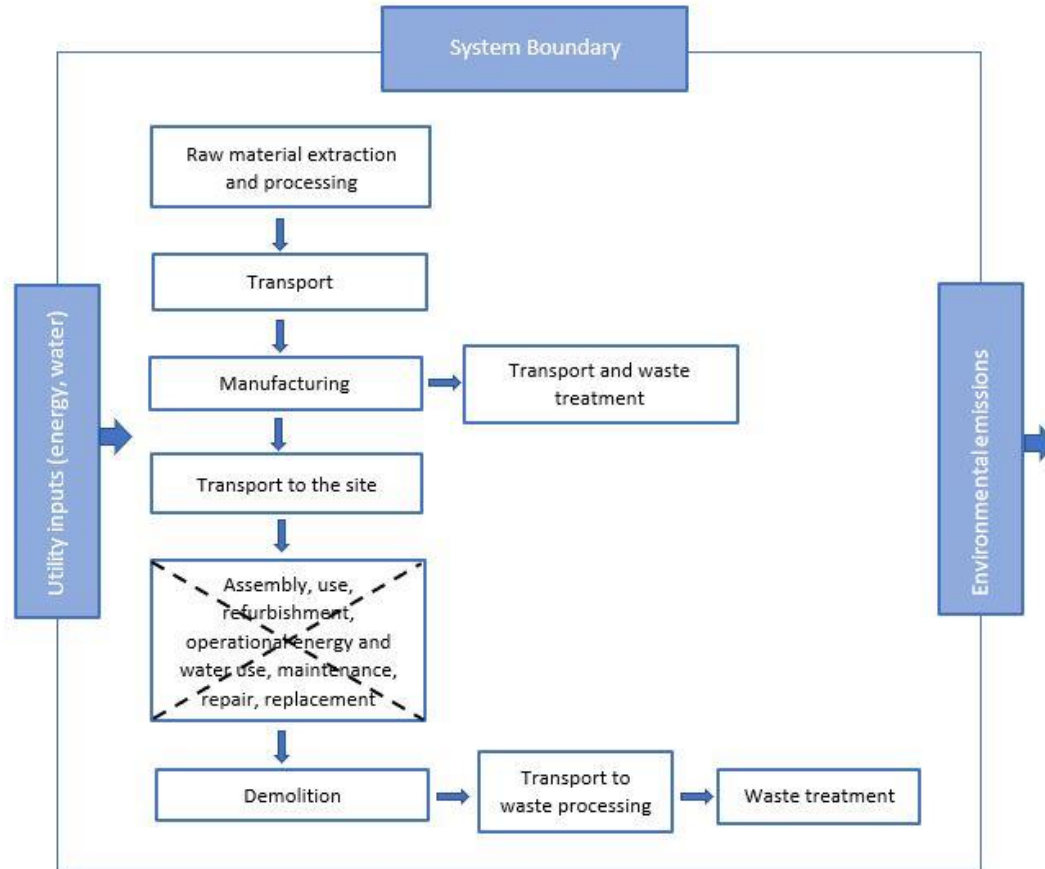 System Boundary
Raw material extraction
and processing
Transport
Utility inputs (energy, water)
Manufacturing
Transport and waste
treatment
Environmental emissions
Transport to the site
Assembly, use,
refurbishment,
operational energy and
water use, maintenance,
repair, replacement
Demolition
Transport to
waste processing
Waste treatment